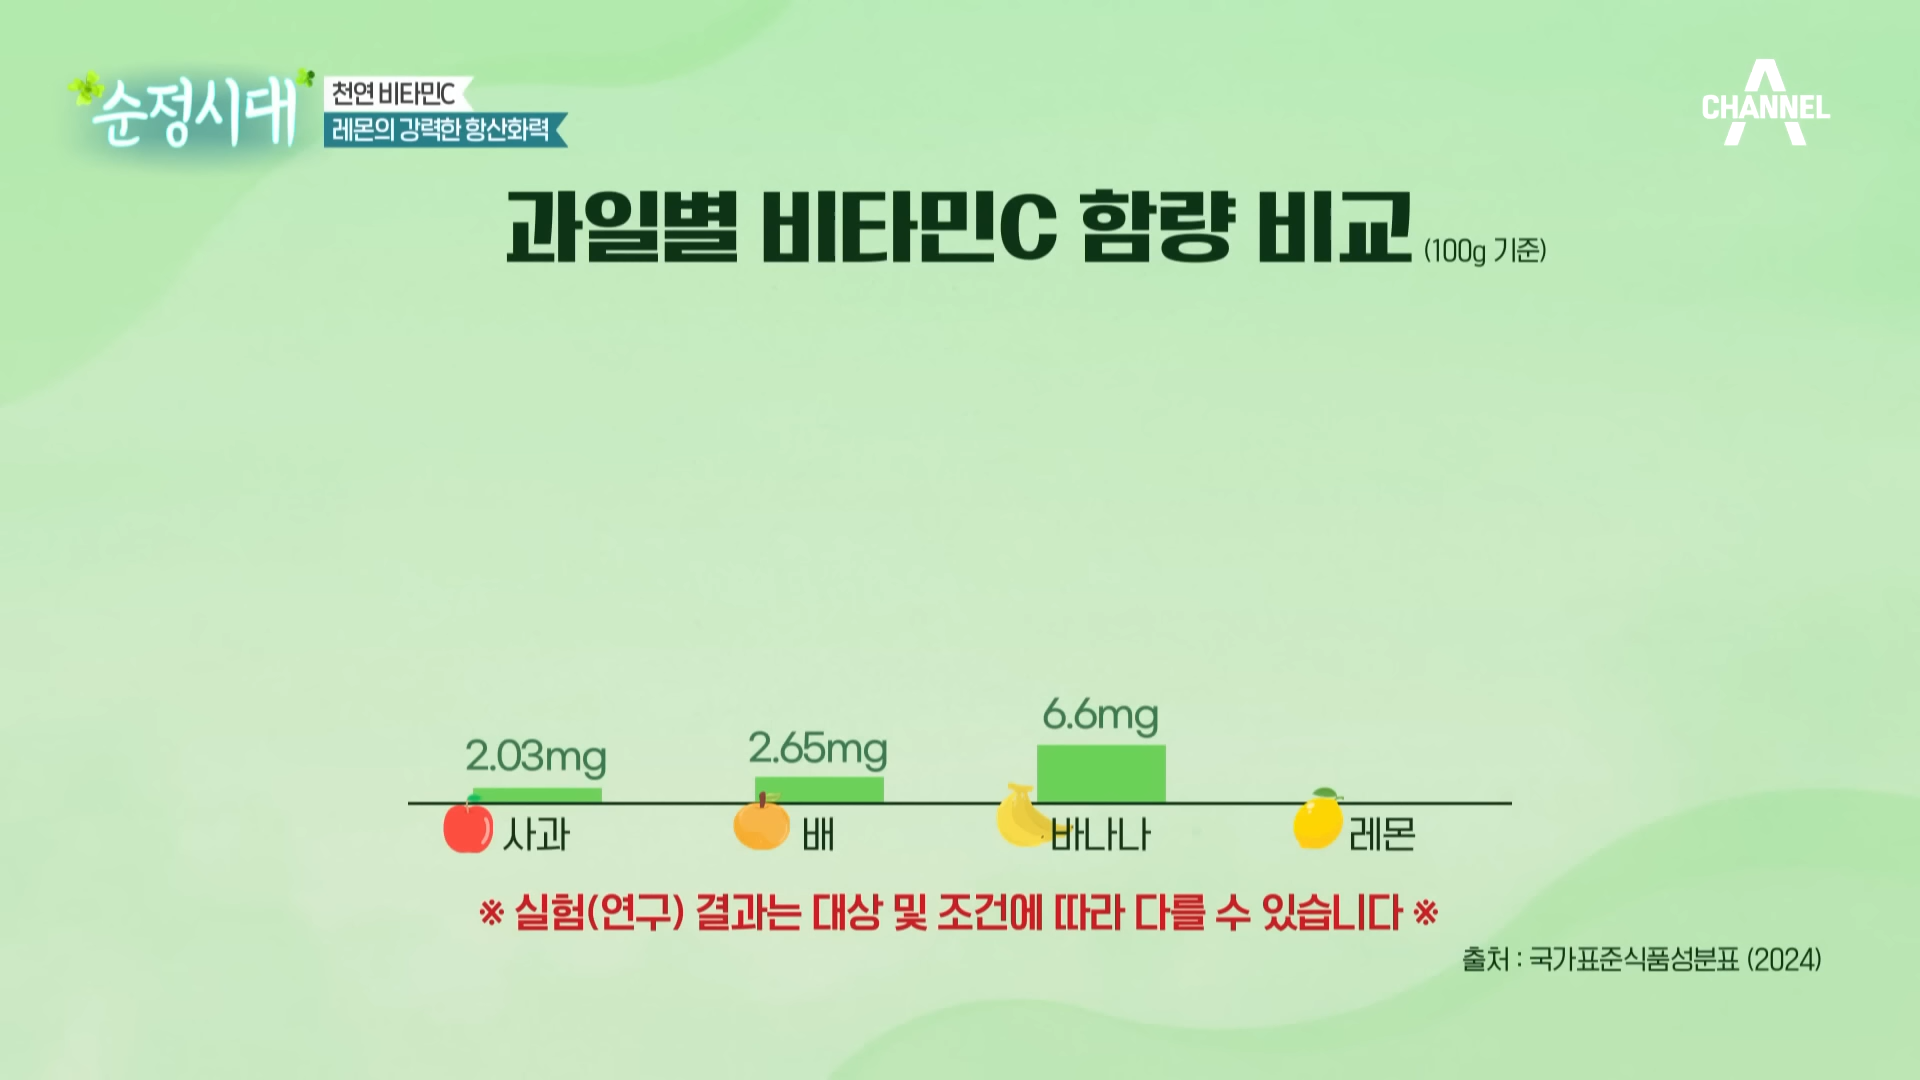 순정시대
천연 비타민C
레몬의 강력한 항산화력
CHANNEL A
과일별 비타민C 함량 비교 (100g 기준)
2.03mg 2.65mg 6.6mg
사과 배 바나나 레몬
※ 실험(연구) 결과는 대상 및 조건에 따라 다를 수 있습니다 ※
출처 : 국가표준식품성분표 (2024)